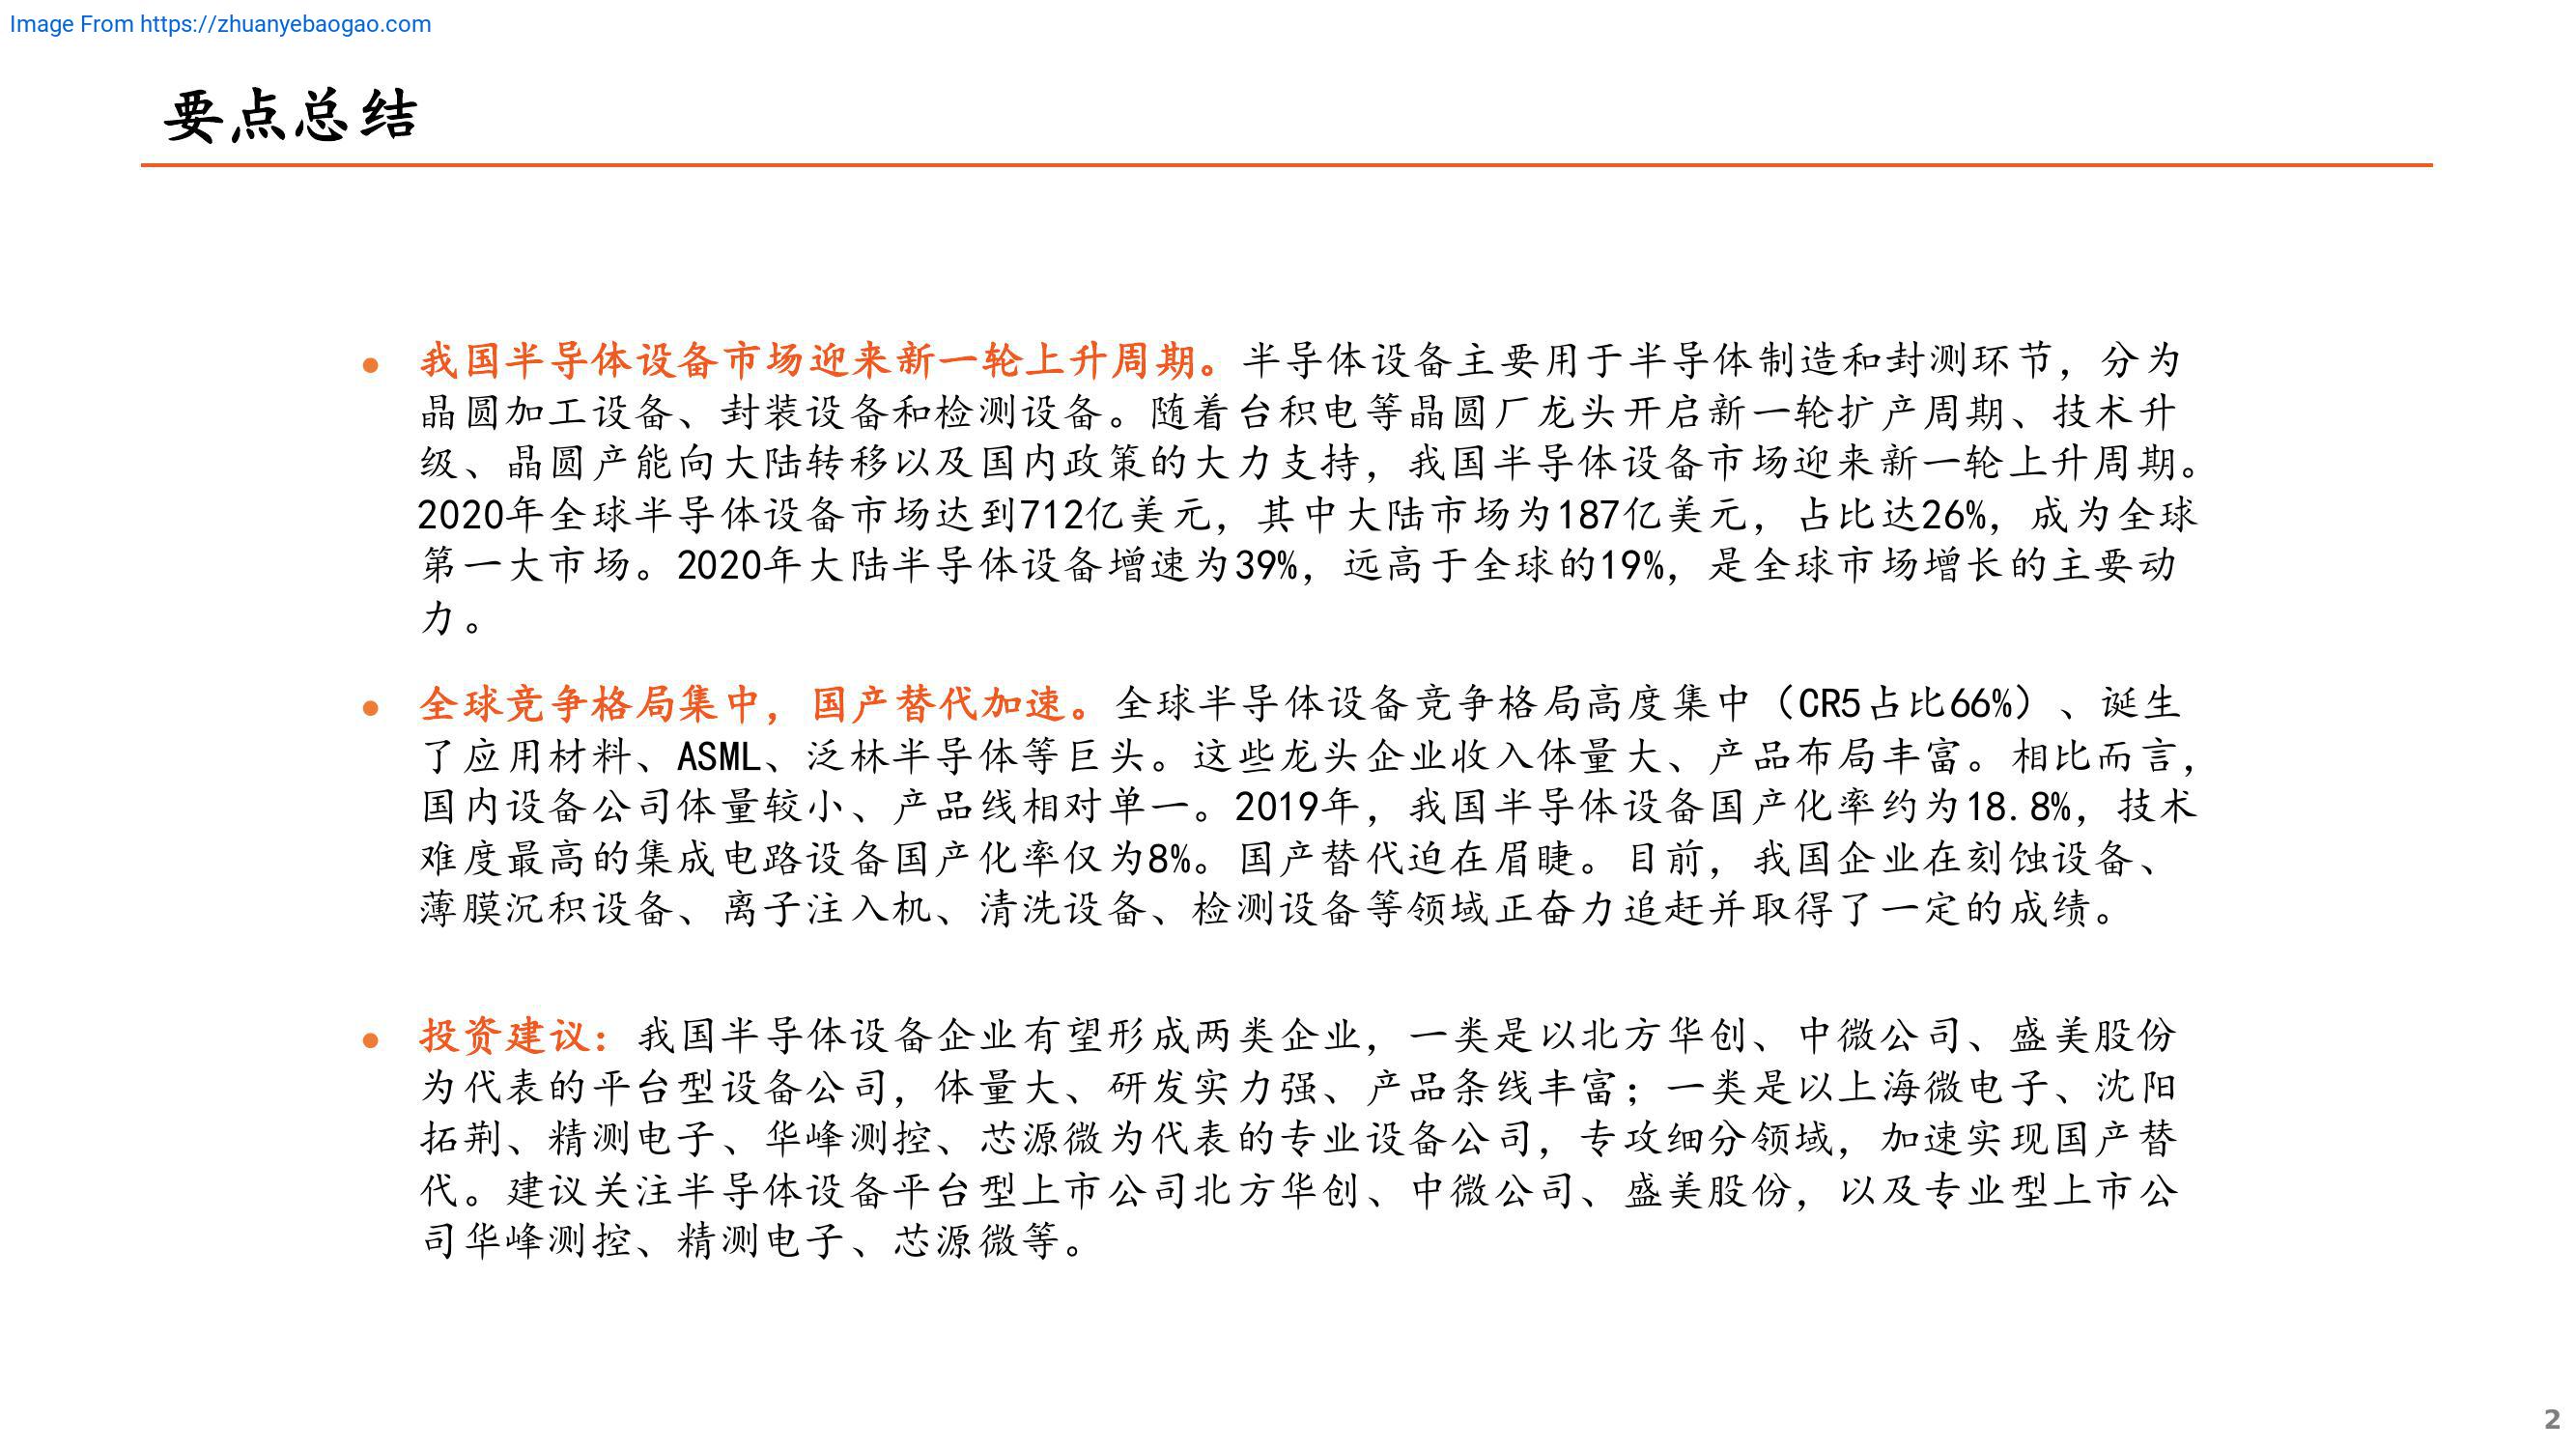 Image From https://zhuanyebaogao.com
要点总结
● 我国半导体设备市场迎来新一轮上升周期。半导体设备主要用于半导体制造和封测环节，分为
晶圆加工设备、封装设备和检测设备。随着台积电等晶圆厂龙头开启新一轮扩产周期、技术升
级、晶圆产能向大陆转移以及国内政策的大力支持，我国半导体设备市场迎来新一轮上升周期。
2020年全球半导体设备市场达到712亿美元，其中大陆市场为187亿美元，占比达26%，成为全球
第一大市场。2020年大陆半导体设备增速为39%，远高于全球的19%，是全球市场增长的主要动
力。
● 全球竞争格局集中，国产替代加速。全球半导体设备竞争格局高度集中（CR5占比66%）、诞生
了应用材料、ASML、泛林半导体等巨头。这些龙头企业收入体量大、产品布局丰富。相比而言，
国内设备公司体量较小、产品线相对单一。2019年，我国半导体设备国产化率约为18.8%，技术
难度最高的集成电路设备国产化率仅为8%。国产替代迫在眉睫。目前，我国企业在刻蚀设备、
薄膜沉积设备、离子注入机、清洗设备、检测设备等领域正奋力追赶并取得了一定的成绩。
● 投资建议：我国半导体设备企业有望形成两类企业，一类是以北方华创、中微公司、盛美股份
为代表的平台型设备公司，体量大、研发实力强、产品条线丰富；一类是以上海微电子、沈阳
拓荆、精测电子、华峰测控、芯源微为代表的专业设备公司，专攻细分领域，加速实现国产替
代。建议关注半导体设备平台型上市公司北方华创、中微公司、盛美股份，以及专业型上市公
司华峰测控、精测电子、芯源微等。
2